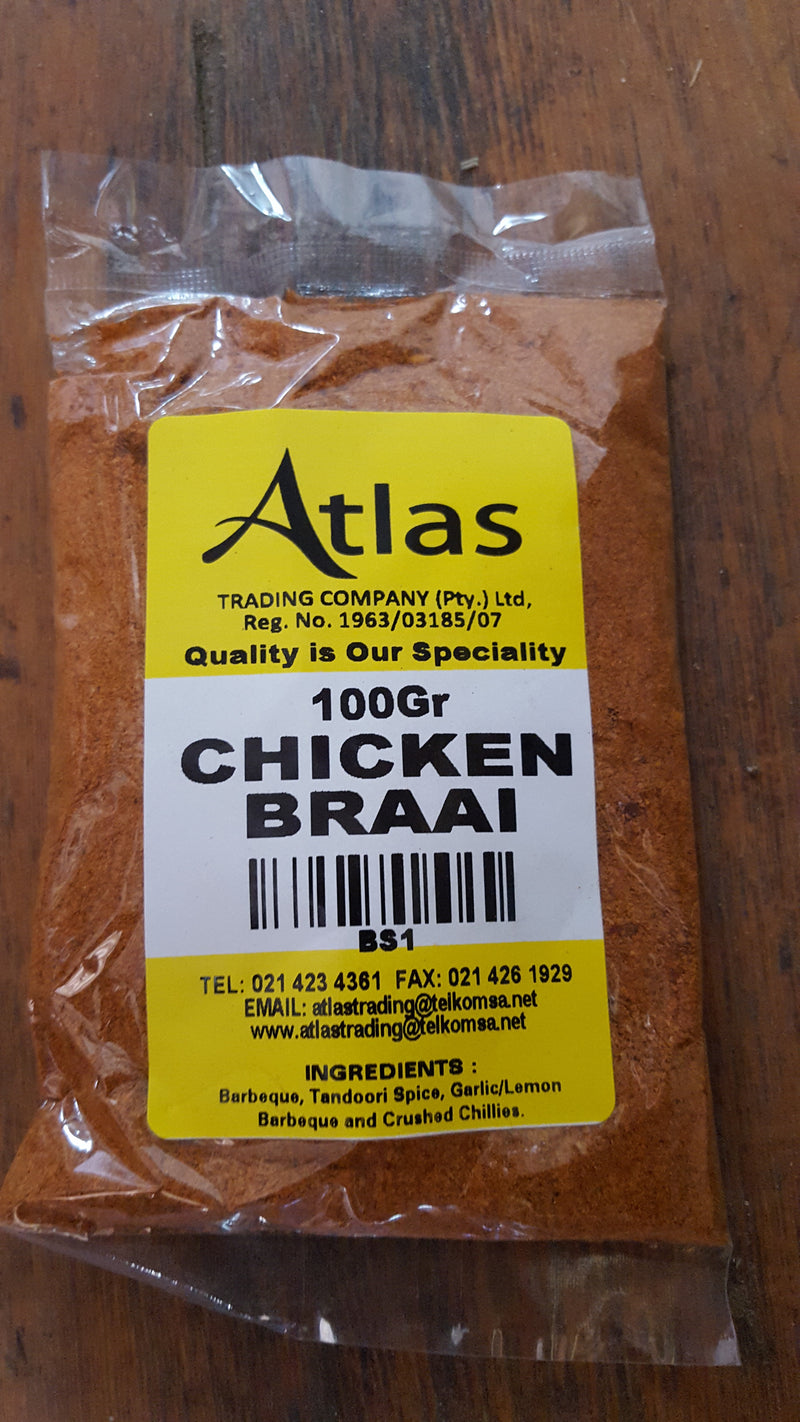 Atlas
TRADING COMPANY (Pty.) Ltd,
Reg. No. 1963/03185/07
Quality is Our Speciality
100Gr
CHICKEN
BRAAI
BS1
TEL: 021 423 4361 FAX: 021 426 1929
EMAIL: atlastrading@telkomsa.net
www.atlastrading@telkomsa.net
INGREDIENTS :
Barbeque, Tandoori Spice, Garlic/Lemon
Barbeque and Crushed Chillies.